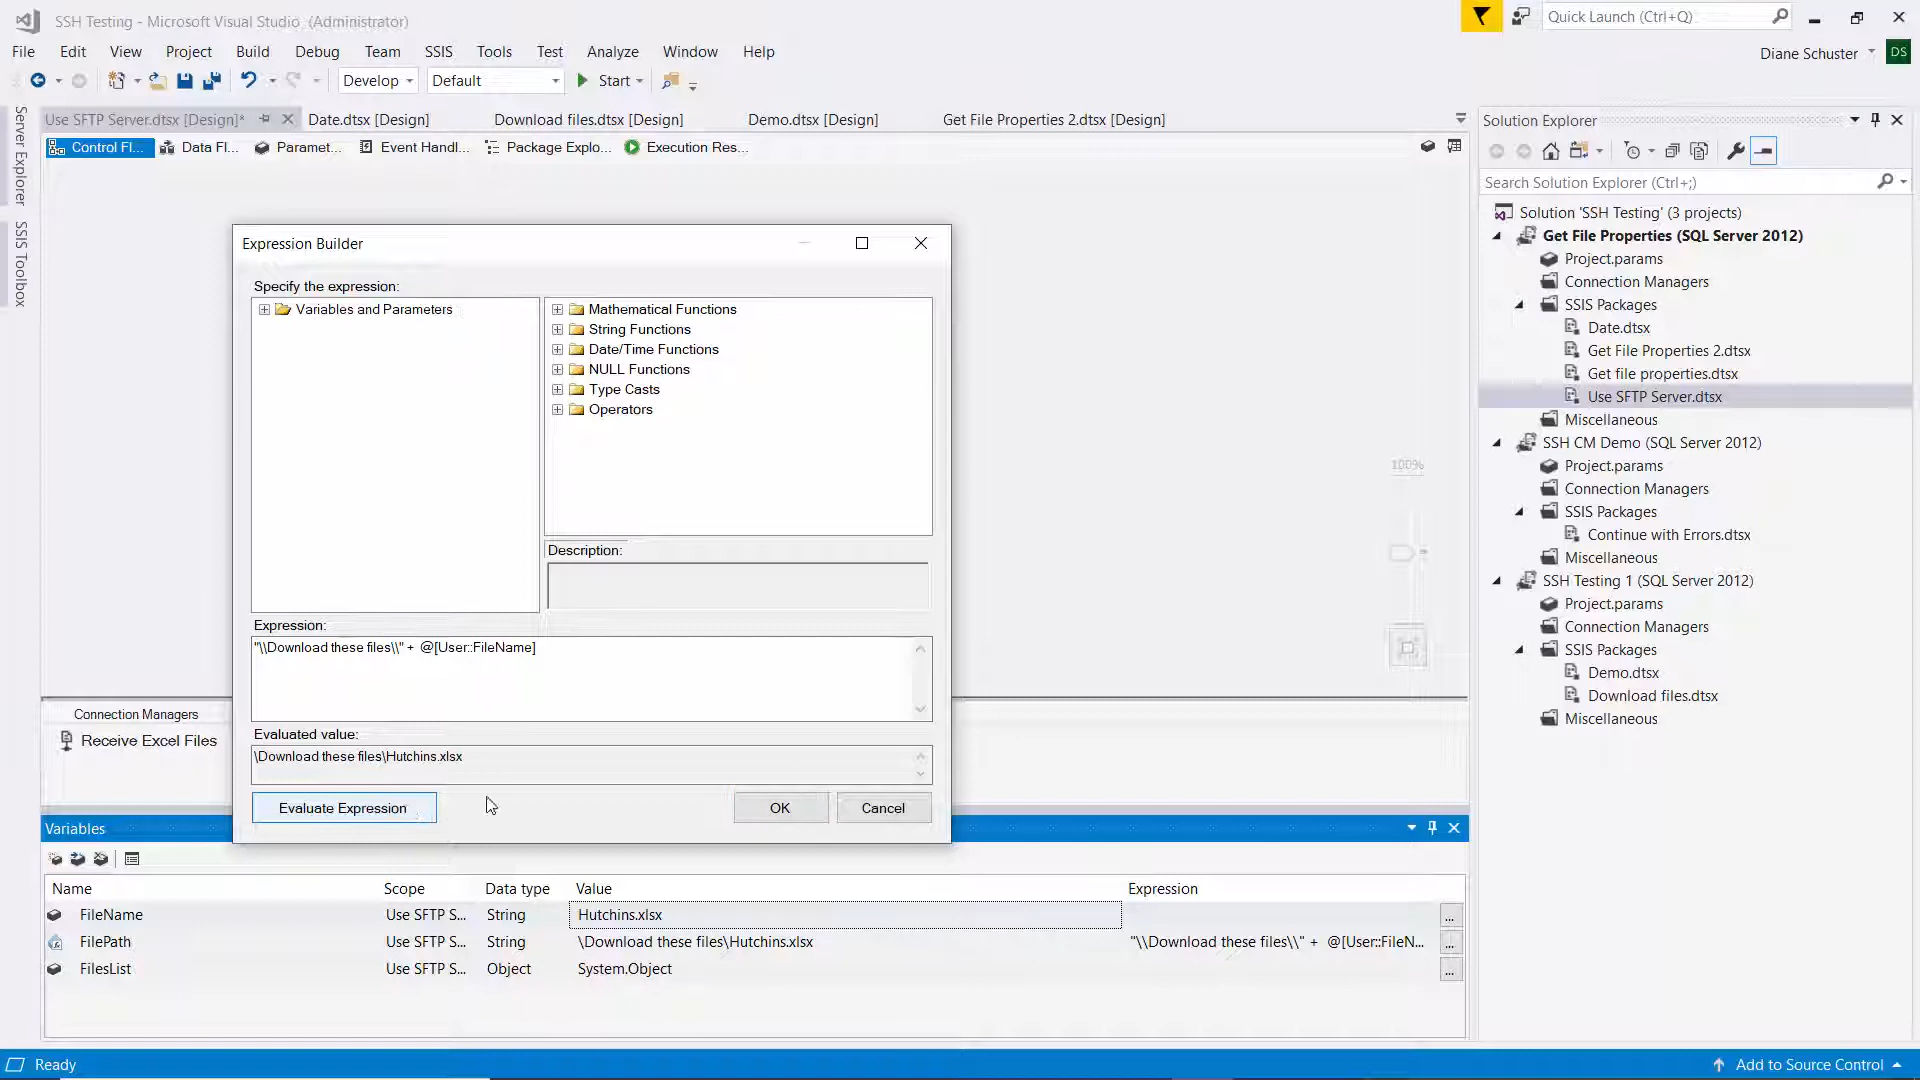 SSH Testing - Microsoft Visual Studio (Administrator)
Quick Launch (Ctrl+Q)
File Edit View Project Build Debug Team SSIS Tools Test Analyze Window Help
Diane Schuster DS
Develop Default Start
Server Explorer
SSIS Toolbox
Use SFTP Server.dtsx [Design]* Date.dtsx [Design] Download files.dtsx [Design] Demo.dtsx [Design] Get File Properties 2.dtsx [Design]
Control Fl... Data Fl... Paramet... Event Handl... Package Explo... Execution Res...
Expression Builder
Specify the expression:
Variables and Parameters
Mathematical Functions
String Functions
Date/Time Functions
NULL Functions
Type Casts
Operators
Description:
Expression:
"\\Download these files\\" + @[User::FileName]
Evaluated value:
\Download these files\Hutchins.xlsx
Evaluate Expression OK Cancel
100%
Connection Managers
Receive Excel Files
Variables
Name Scope Data type Value Expression
FileName Use SFTP S... String Hutchins.xlsx ...
FilePath Use SFTP S... String \Download these files\Hutchins.xlsx "\\Download these files\\" + @[User::FileN... ...
FilesList Use SFTP S... Object System.Object ...
Solution Explorer
Search Solution Explorer (Ctrl+;)
Solution 'SSH Testing' (3 projects)
Get File Properties (SQL Server 2012)
Project.params
Connection Managers
SSIS Packages
Date.dtsx
Get File Properties 2.dtsx
Get file properties.dtsx
Use SFTP Server.dtsx
Miscellaneous
SSH CM Demo (SQL Server 2012)
Project.params
Connection Managers
SSIS Packages
Continue with Errors.dtsx
Miscellaneous
SSH Testing 1 (SQL Server 2012)
Project.params
Connection Managers
SSIS Packages
Demo.dtsx
Download files.dtsx
Miscellaneous
Ready
Add to Source Control